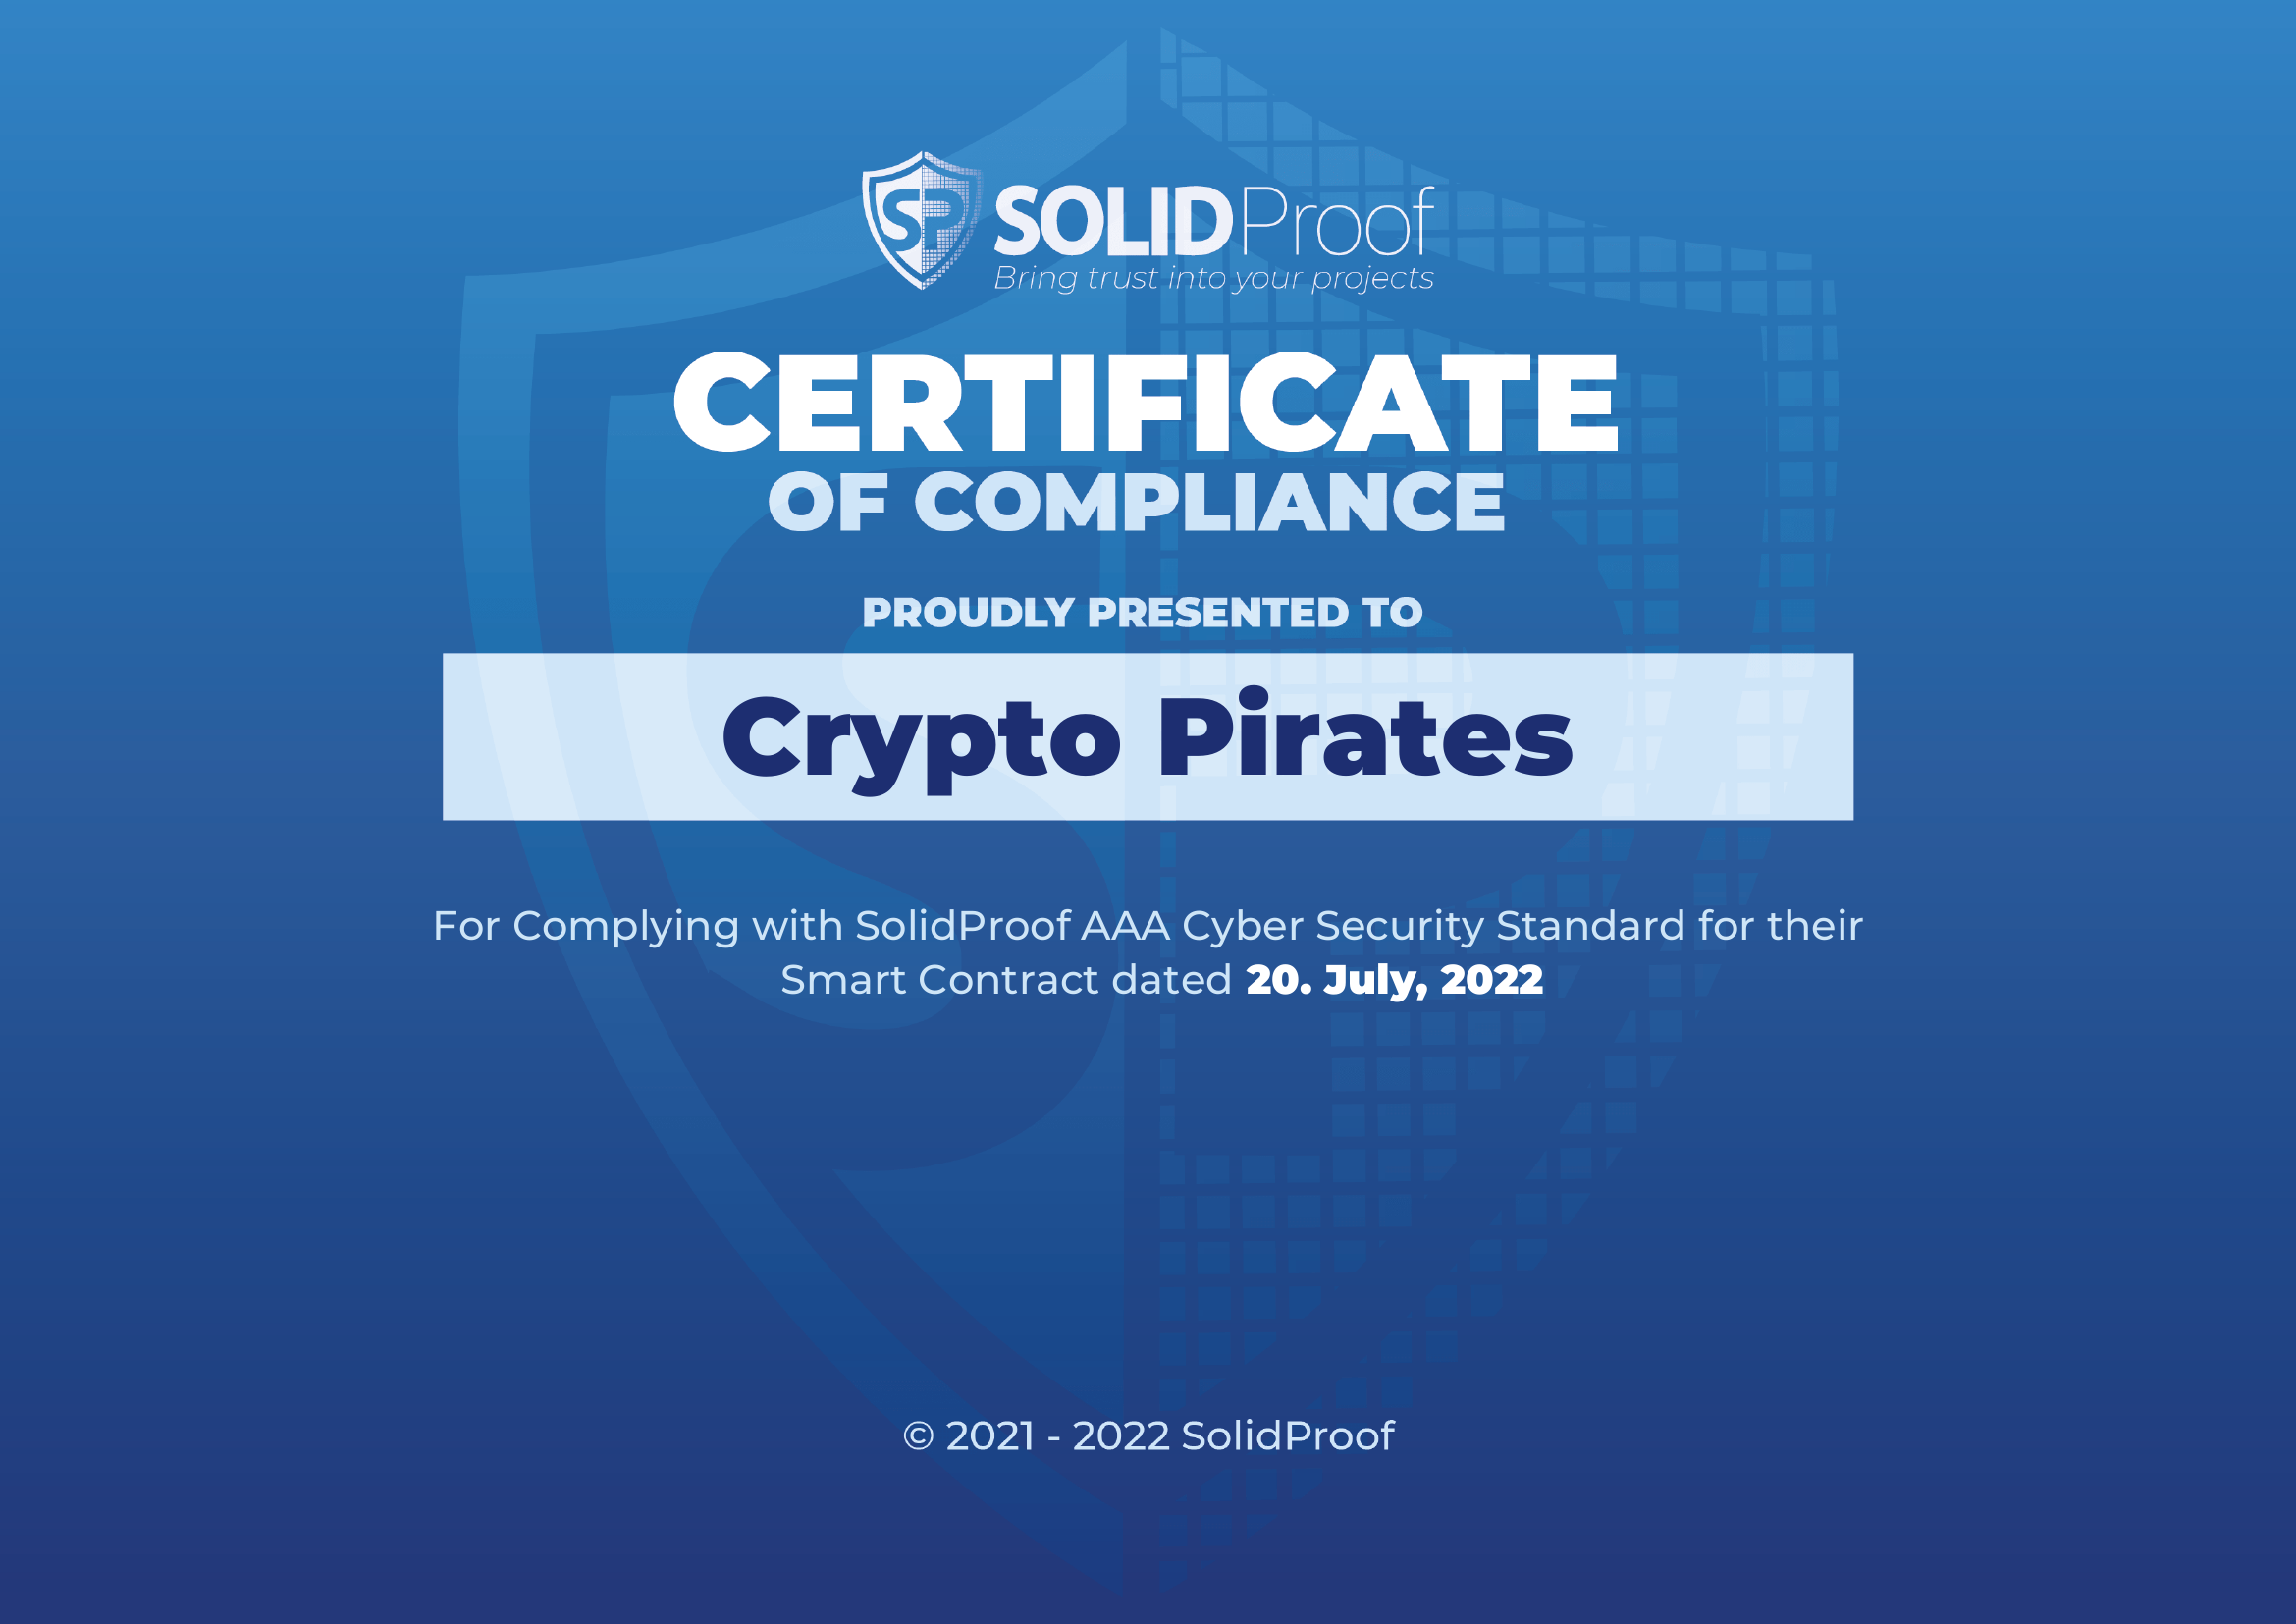 SP SOLIDProof
Bring trust into your projects
CERTIFICATE
OF COMPLIANCE
PROUDLY PRESENTED TO
Crypto Pirates
For Complying with SolidProof AAA Cyber Security Standard for their
Smart Contract dated 20. July, 2022
© 2021 - 2022 SolidProof